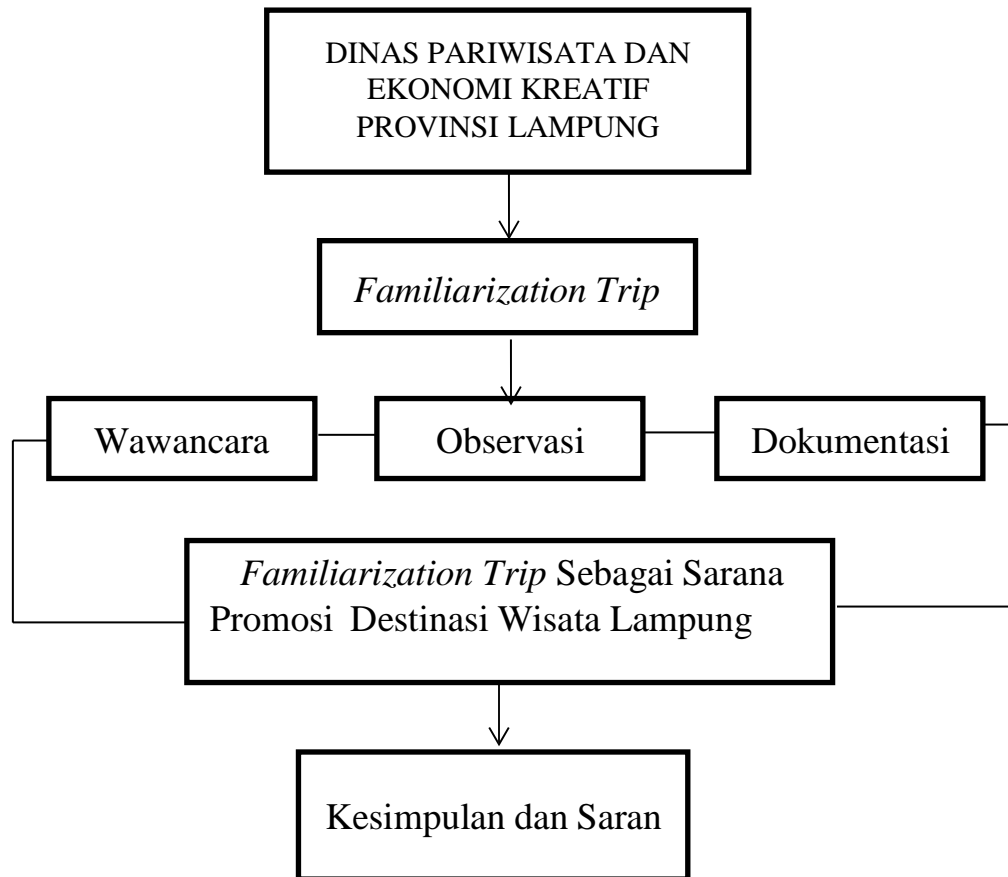 DINAS PARIWISATA DAN
EKONOMI KREATIF
PROVINSI LAMPUNG
Familiarization Trip
Wawancara
Observasi
Dokumentasi
Familiarization Trip Sebagai Sarana
Promosi Destinasi Wisata Lampung
Kesimpulan dan Saran